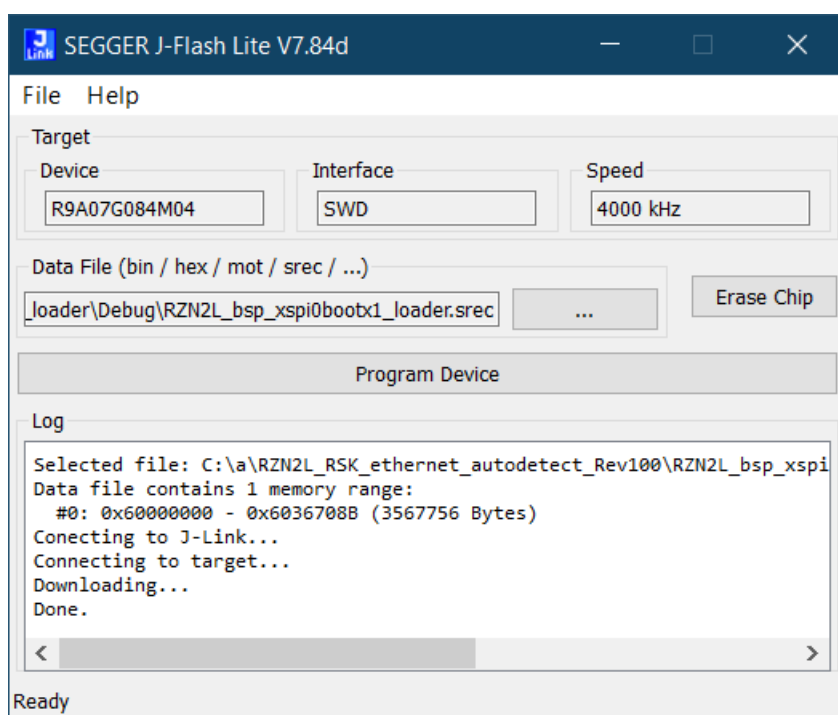 J
Link
SEGGER J-Flash Lite V7.84d
File Help
Target
Device
Interface
Speed
R9A07G084M04
SWD
4000 kHz
Data File (bin / hex / mot / srec / ...)
_loader\Debug\RZN2L_bsp_xspi0bootx1_loader.srec
...
Erase Chip
Program Device
Log
Selected file: C:\a\RZN2L_RSK_ethernet_autodetect_Rev100\RZN2L_bsp_xspi
Data file contains 1 memory range:
#0: 0x60000000 - 0x6036708B (3567756 Bytes)
Conecting to J-Link...
Connecting to target...
Downloading...
Done.
Ready